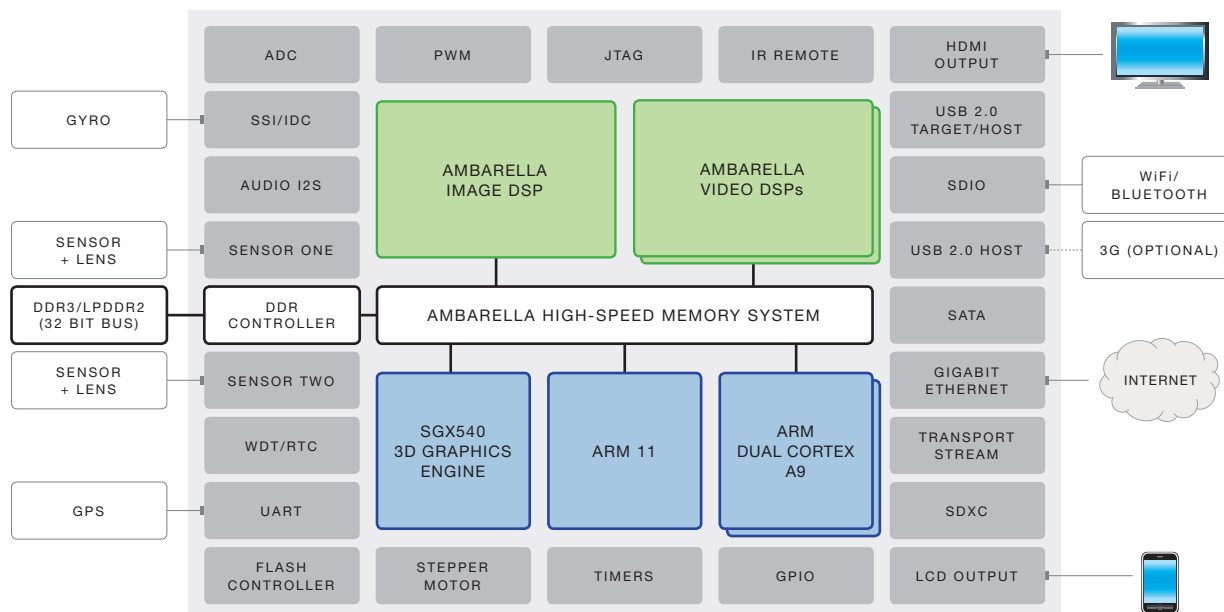 ADC
PWM
JTAG
IR REMOTE
HDMI
OUTPUT
GYRO
SSI/IDC
AMBARELLA
IMAGE DSP
AMBARELLA
VIDEO DSPs
USB 2.0
TARGET/HOST
AUDIO I2S
SDIO
WiFi/
BLUETOOTH
SENSOR
+ LENS
SENSOR ONE
USB 2.0 HOST
3G (OPTIONAL)
DDR3/LPDDR2
(32 BIT BUS)
DDR
CONTROLLER
AMBARELLA HIGH-SPEED MEMORY SYSTEM
SATA
SENSOR
+ LENS
SENSOR TWO
SGX540
3D GRAPHICS
ENGINE
ARM 11
ARM
DUAL CORTEX
A9
GIGABIT
ETHERNET
INTERNET
WDT/RTC
TRANSPORT
STREAM
GPS
UART
SDXC
FLASH
CONTROLLER
STEPPER
MOTOR
TIMERS
GPIO
LCD OUTPUT